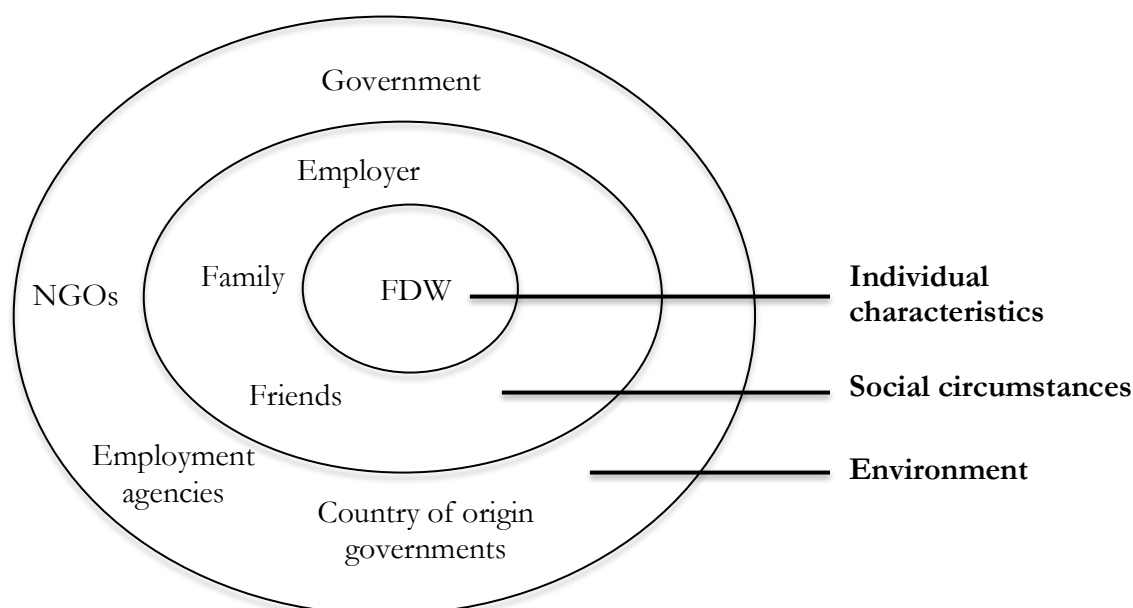 Government
Employer
Family
FDW
NGOs
Friends
Employment
agencies
Country of origin
governments
Individual
characteristics
Social circumstances
Environment